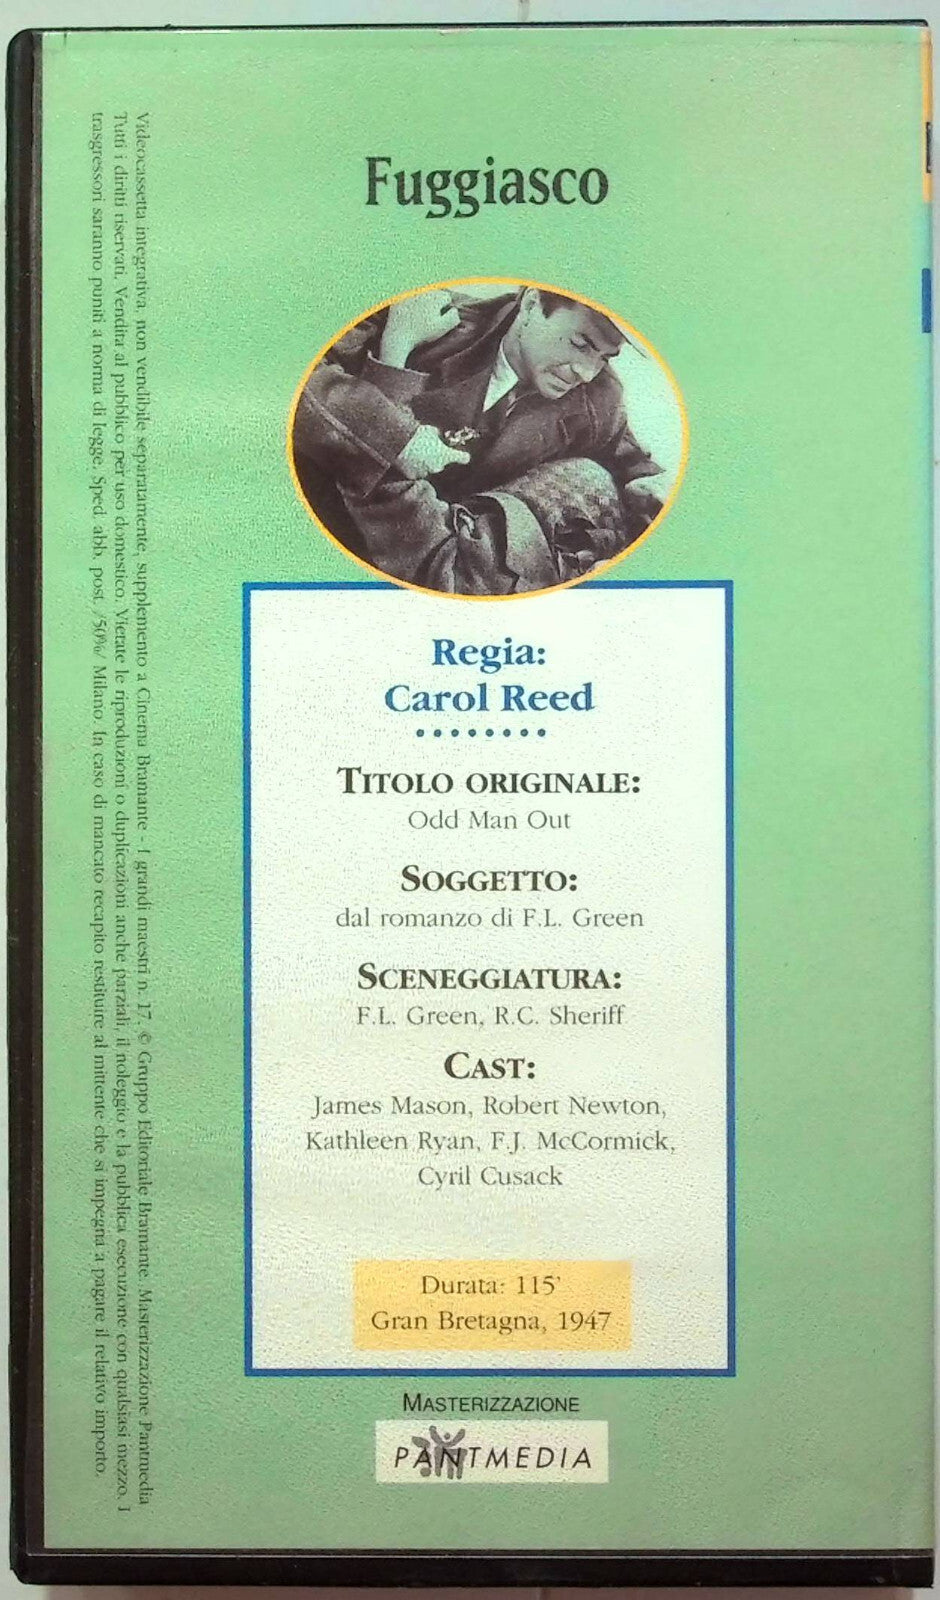 Fuggiasco
Regia:
Carol Reed
TITOLO ORIGINALE:
Odd Man Out
SOGGETTO:
dal romanzo di F.L. Green
SCENEGGIATURA:
F.L. Green, R.C. Sheriff
CAST:
James Mason, Robert Newton,
Kathleen Ryan, F.J. McCormick,
Cyril Cusack
Durata: 115'
Gran Bretagna, 1947
MASTERIZZAZIONE
PANTMEDIA
Videocassetta integrativa, non vendibile separatamente, supplemento a Cinema Bramante - I grandi maestri n. 17. © Gruppo Editoriale Bramante. Masterizzazione Pantmedia
Tutti i diritti riservati. Vendita al pubblico per uso domestico. Vietate le riproduzioni o duplicazioni anche parziali, il noleggio e la pubblica esecuzione con qualsiasi mezzo. I
trasgressori saranno puniti a norma di legge. Sped. abb. post. /50%/ Milano. In caso di mancato recapito restituire al mittente che si impegna a pagare il relativo importo.